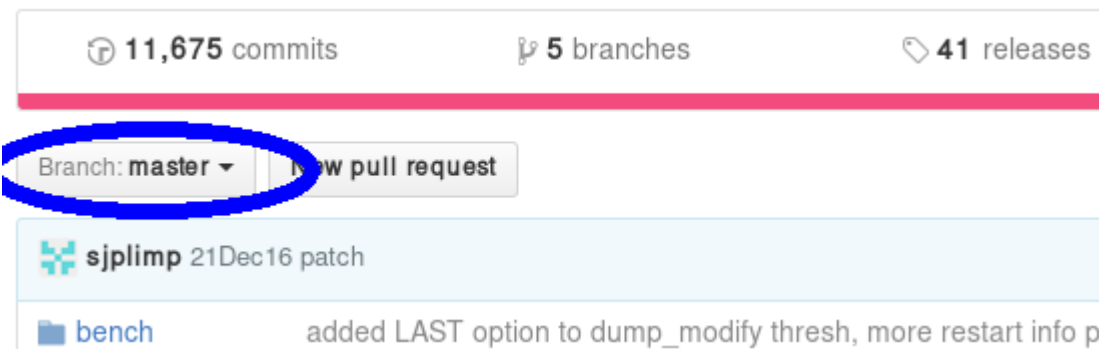 11,675 commits 5 branches 41 releases
Branch: master New pull request
sjplimp 21Dec16 patch
bench added LAST option to dump_modify thresh, more restart info